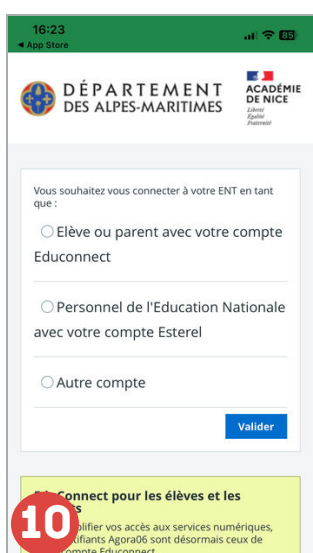 16:23
85
◀ App Store
DÉPARTEMENT
DES ALPES-MARITIMES
ACADÉMIE
DE NICE
Liberté
Égalité
Fraternité
Vous souhaitez vous connecter à votre ENT en tant
que :
Elève ou parent avec votre compte
Educonnect
Personnel de l'Education Nationale
avec votre compte Esterel
Autre compte
Valider
Connect pour les élèves et les
plifier vos accès aux services numériques,
tifiants Agora06 sont désormais ceux de
compte Educonnect
10